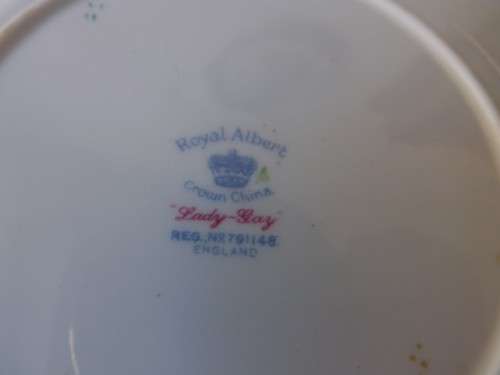 Royal Albert
Crown China
"Lady-Gay"
REG. Nº 791148
ENGLAND